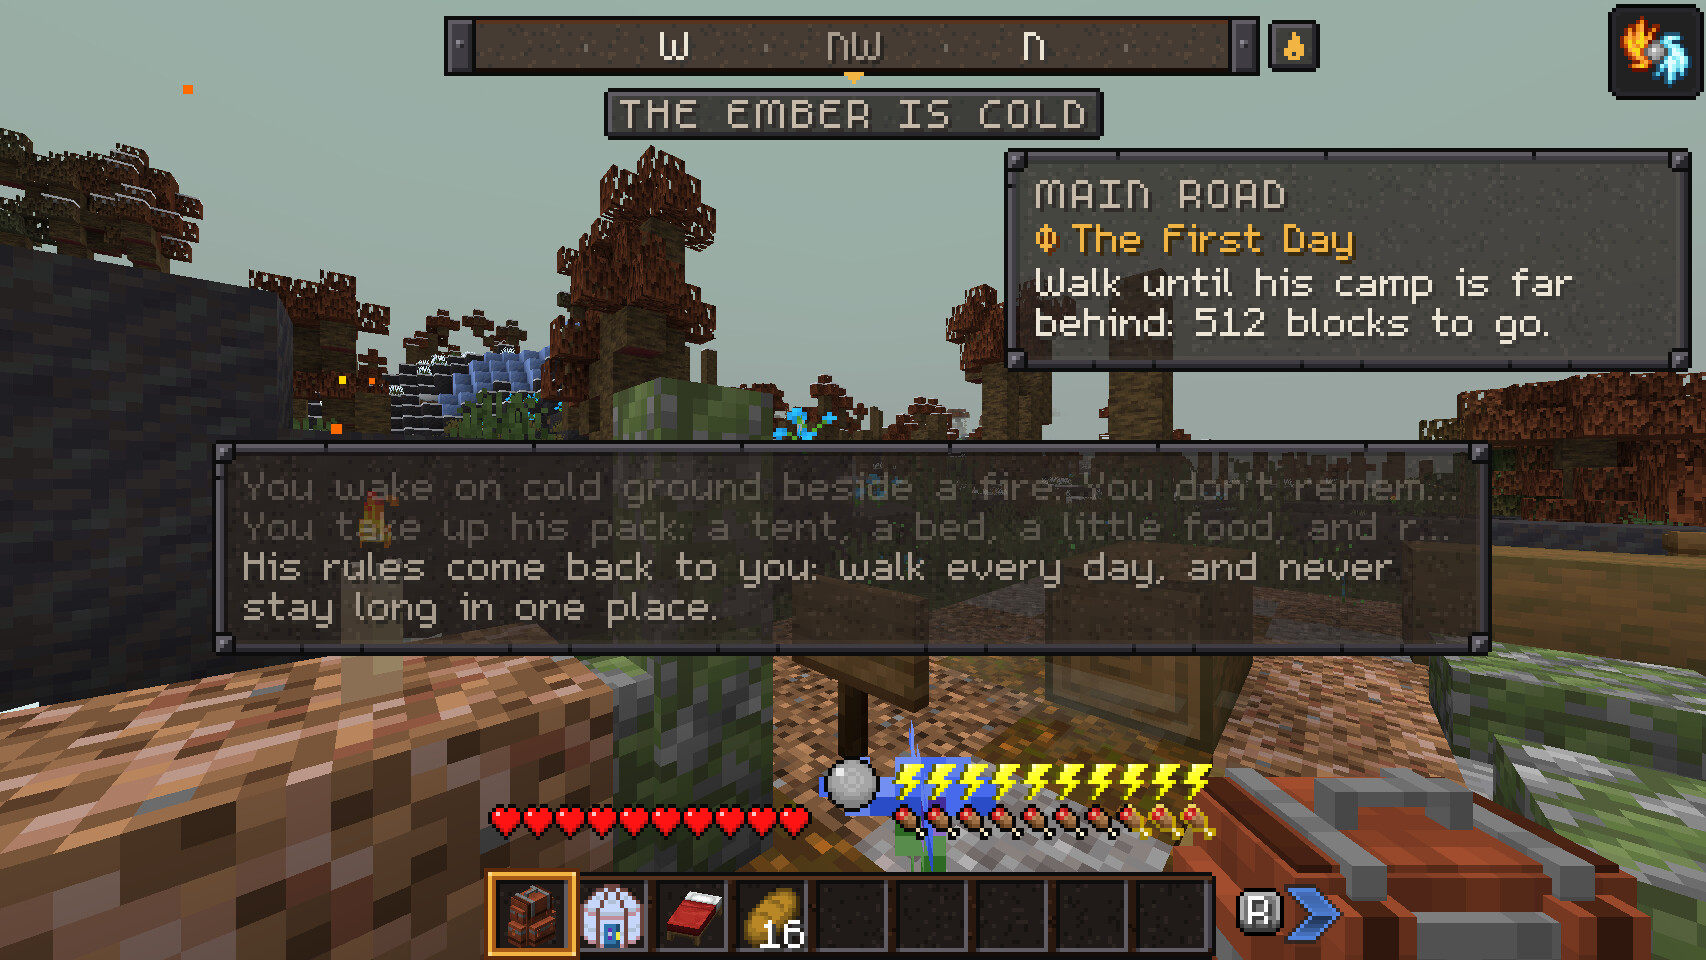 W nW n
THE EMBER IS COLD
MAIN ROAD
The First Day
Walk until his camp is far
behind: 512 blocks to go.
You wake on cold ground beside a fire. You don't remem...
You take up his pack: a tent, a bed, a little food, and r...
His rules come back to you: walk every day, and never
stay long in one place.
16
R